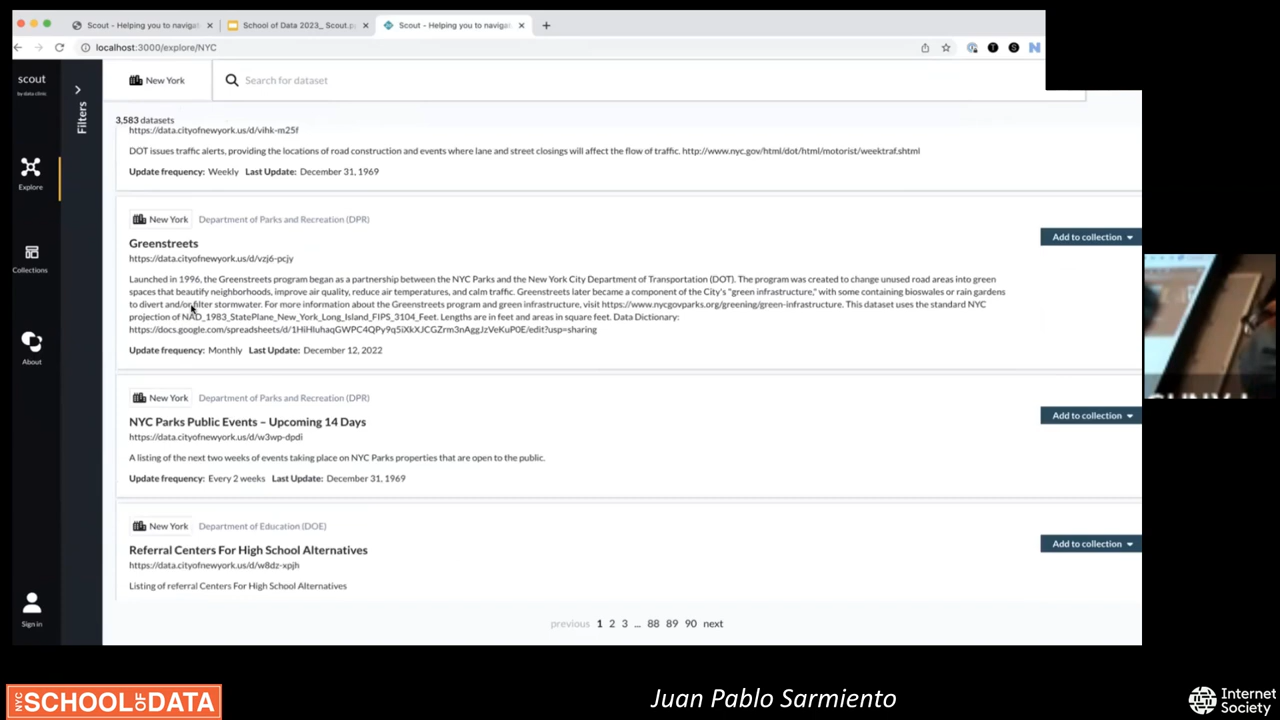 Scout - Helping you to navigat
School of Data 2023_ Scout.p
Scout - Helping you to navigat
localhost:3000/explore/NYC
scout
by data clinic
Filters
Explore
Collections
About
Sign in
New York
Search for dataset
3,583 datasets
https://data.cityofnewyork.us/d/vihk-m25f
DOT issues traffic alerts, providing the locations of road construction and events where lane and street closings will affect the flow of traffic. http://www.nyc.gov/html/dot/html/motorist/weektraf.shtml
Update frequency: Weekly Last Update: December 31, 1969
New York Department of Parks and Recreation (DPR)
Add to collection
Greenstreets
https://data.cityofnewyork.us/d/vzj6-pcjy
Launched in 1996, the Greenstreets program began as a partnership between the NYC Parks and the New York City Department of Transportation (DOT). The program was created to change unused road areas into green
spaces that beautify neighborhoods, improve air quality, reduce air temperatures, and calm traffic. Greenstreets later became a component of the City's "green infrastructure," with some containing bioswales or rain gardens
to divert and/or filter stormwater. For more information about the Greenstreets program and green infrastructure, visit https://www.nycgovparks.org/greening/green-infrastructure. This dataset uses the standard NYC
projection of NAD_1983_StatePlane_New_York_Long_Island_FIPS_3104_Feet. Lengths are in feet and areas in square feet. Data Dictionary:
https://docs.google.com/spreadsheets/d/1HiHluhaqGWPC4QPy9q5iXkXJCGZrm3nAggJzVeKuP0E/edit?usp=sharing
Update frequency: Monthly Last Update: December 12, 2022
New York Department of Parks and Recreation (DPR)
Add to collection
NYC Parks Public Events – Upcoming 14 Days
https://data.cityofnewyork.us/d/w3wp-dpdi
A listing of the next two weeks of events taking place on NYC Parks properties that are open to the public.
Update frequency: Every 2 weeks Last Update: December 31, 1969
New York Department of Education (DOE)
Add to collection
Referral Centers For High School Alternatives
https://data.cityofnewyork.us/d/w8dz-xpjh
Listing of referral Centers For High School Alternatives
previous 1 2 3 ... 88 89 90 next
NYC SCHOOL OF DATA
Juan Pablo Sarmiento
Internet
Society